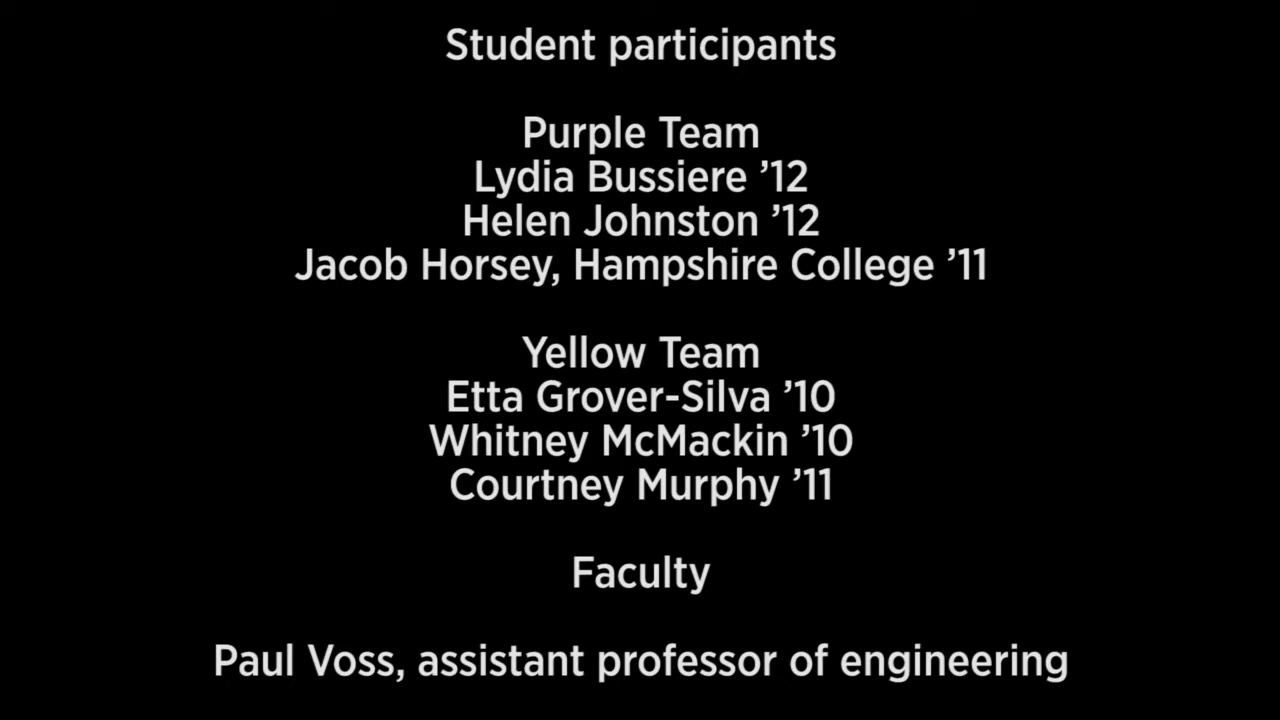 Student participants
Purple Team
Lydia Bussiere ’12
Helen Johnston ’12
Jacob Horsey, Hampshire College ’11
Yellow Team
Etta Grover-Silva ’10
Whitney McMackin ’10
Courtney Murphy ’11
Faculty
Paul Voss, assistant professor of engineering